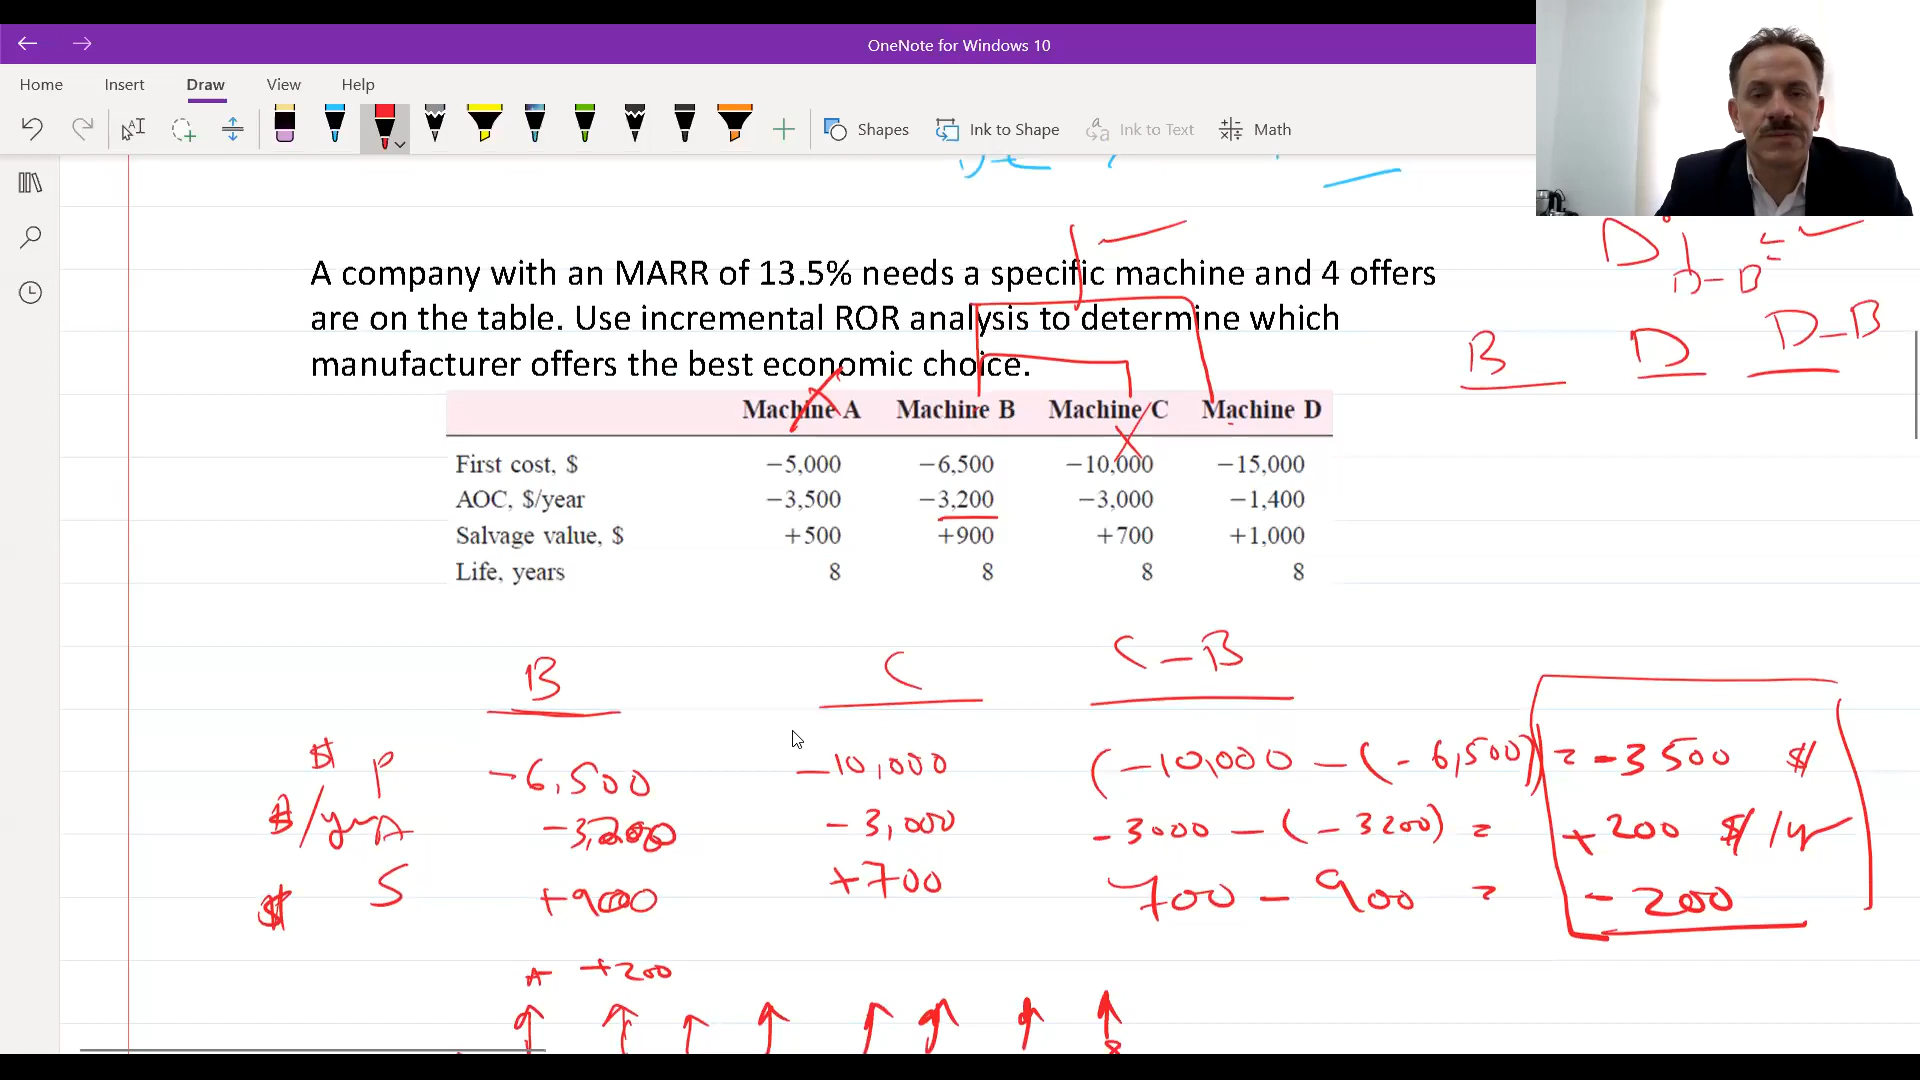 OneNote for Windows 10
Home Insert Draw View Help
Shapes Ink to Shape Ink to Text Math
A company with an MARR of 13.5% needs a specific machine and 4 offers
are on the table. Use incremental ROR analysis to determine which
manufacturer offers the best economic choice.
D - B
B D D-B
Machine A Machine B Machine C Machine D
First cost, $ −5,000 −6,500 −10,000 −15,000
AOC, $/year −3,500 −3,200 −3,000 −1,400
Salvage value, $ +500 +900 +700 +1,000
Life, years 8 8 8 8
B C C-B
$ P -6,500 -10,000 (-10,000 - (-6,500) = -3500 $
$/year A -3,200 -3,000 -3000 - (-3200) = +200 $/yr
$ S +900 +700 700 - 900 = -200
A +200
8